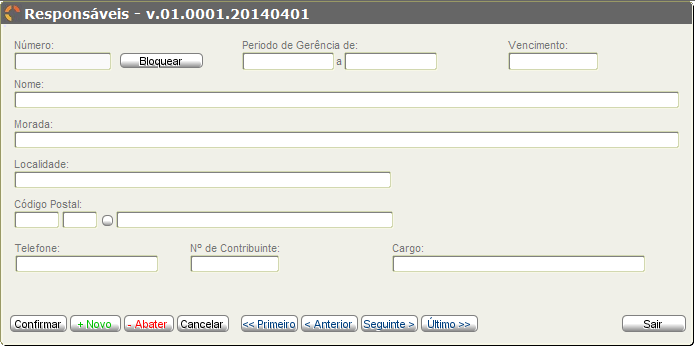 Responsáveis - v.01.0001.20140401
Número: Periodo de Gerência de: Vencimento:
Bloquear a
Nome:
Morada:
Localidade:
Código Postal:
Telefone: Nº de Contribuinte: Cargo:
Confirmar + Novo - Abater Cancelar << Primeiro < Anterior Seguinte > Último >> Sair